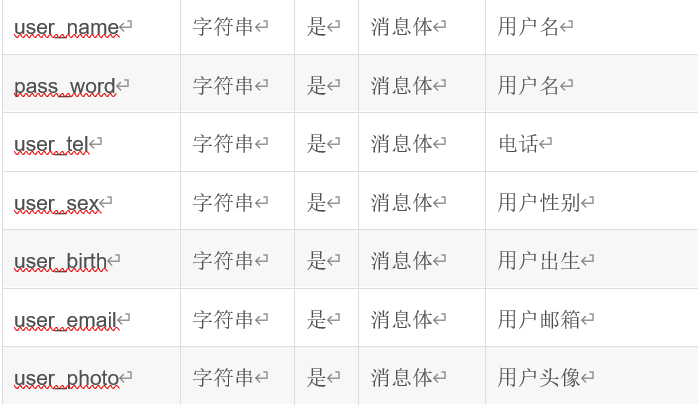 user_name 字符串 是 消息体 用户名
pass_word 字符串 是 消息体 用户名
user_tel 字符串 是 消息体 电话
user_sex 字符串 是 消息体 用户性别
user_birth 字符串 是 消息体 用户出生
user_email 字符串 是 消息体 用户邮箱
user_photo 字符串 是 消息体 用户头像